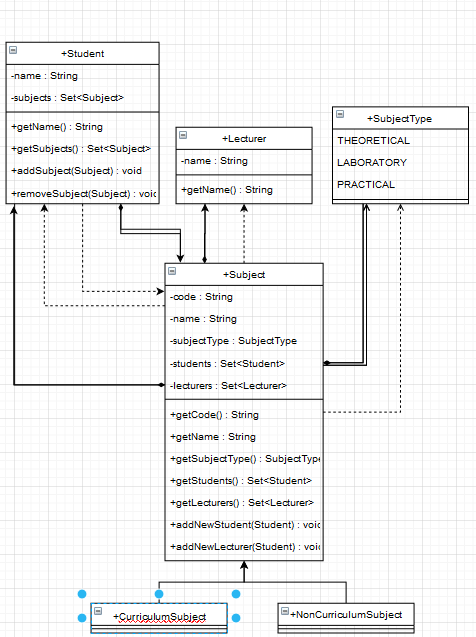 +Student
-name : String
-subjects : Set<Subject>
+getName() : String
+getSubjects() : Set<Subject>
+addSubject(Subject) : void
+removeSubject(Subject) : voic
+Lecturer
-name : String
+getName() : String
+SubjectType
THEORETICAL
LABORATORY
PRACTICAL
+Subject
-code : String
-name : String
-subjectType : SubjectType
-students : Set<Student>
-lecturers : Set<Lecturer>
+getCode() : String
+getName : String
+getSubjectType() : SubjectType
+getStudents() : Set<Student>
+getLecturers() : Set<Lecturer>
+addNewStudent(Student) : voic
+addNewLecturer(Student) : voi
+CurriculumSubject
+NonCurriculumSubject